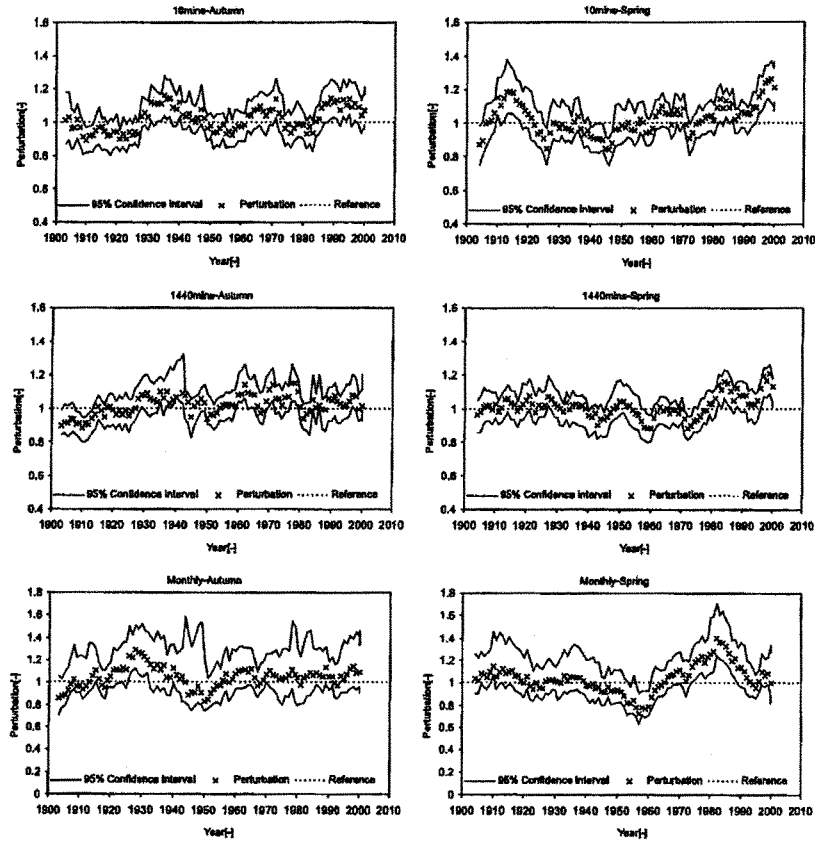 10mins-Autumn
1.6
1.4
1.2
1
0.8
0.6
0.4
Perturbation[-]
95% Confidence Interval × Perturbation Reference
1900 1910 1920 1930 1940 1950 1960 1970 1980 1990 2000 2010
Year[-]
10mins-Spring
1.6
1.4
1.2
1
0.8
0.6
0.4
Perturbation[-]
95% Confidence Interval × Perturbation Reference
1900 1910 1920 1930 1940 1950 1960 1970 1980 1990 2000 2010
Year[-]
1440mins-Autumn
1.6
1.4
1.2
1
0.8
0.6
0.4
Perturbation[-]
95% Confidence Interval × Perturbation Reference
1900 1910 1920 1930 1940 1950 1960 1970 1980 1990 2000 2010
Year[-]
1440mins-Spring
1.6
1.4
1.2
1
0.8
0.6
0.4
Perturbation[-]
95% Confidence Interval × Perturbation Reference
1900 1910 1920 1930 1940 1950 1960 1970 1980 1990 2000 2010
Year[-]
Monthly-Autumn
1.8
1.6
1.4
1.2
1
0.8
0.6
0.4
0.2
0
Perturbation[-]
95% Confidence Interval × Perturbation Reference
1900 1910 1920 1930 1940 1950 1960 1970 1980 1990 2000 2010
Year[-]
Monthly-Spring
1.8
1.6
1.4
1.2
1
0.8
0.6
0.4
0.2
0
Perturbation[-]
95% Confidence Interval × Perturbation Reference
1900 1910 1920 1930 1940 1950 1960 1970 1980 1990 2000 2010
Year[-]